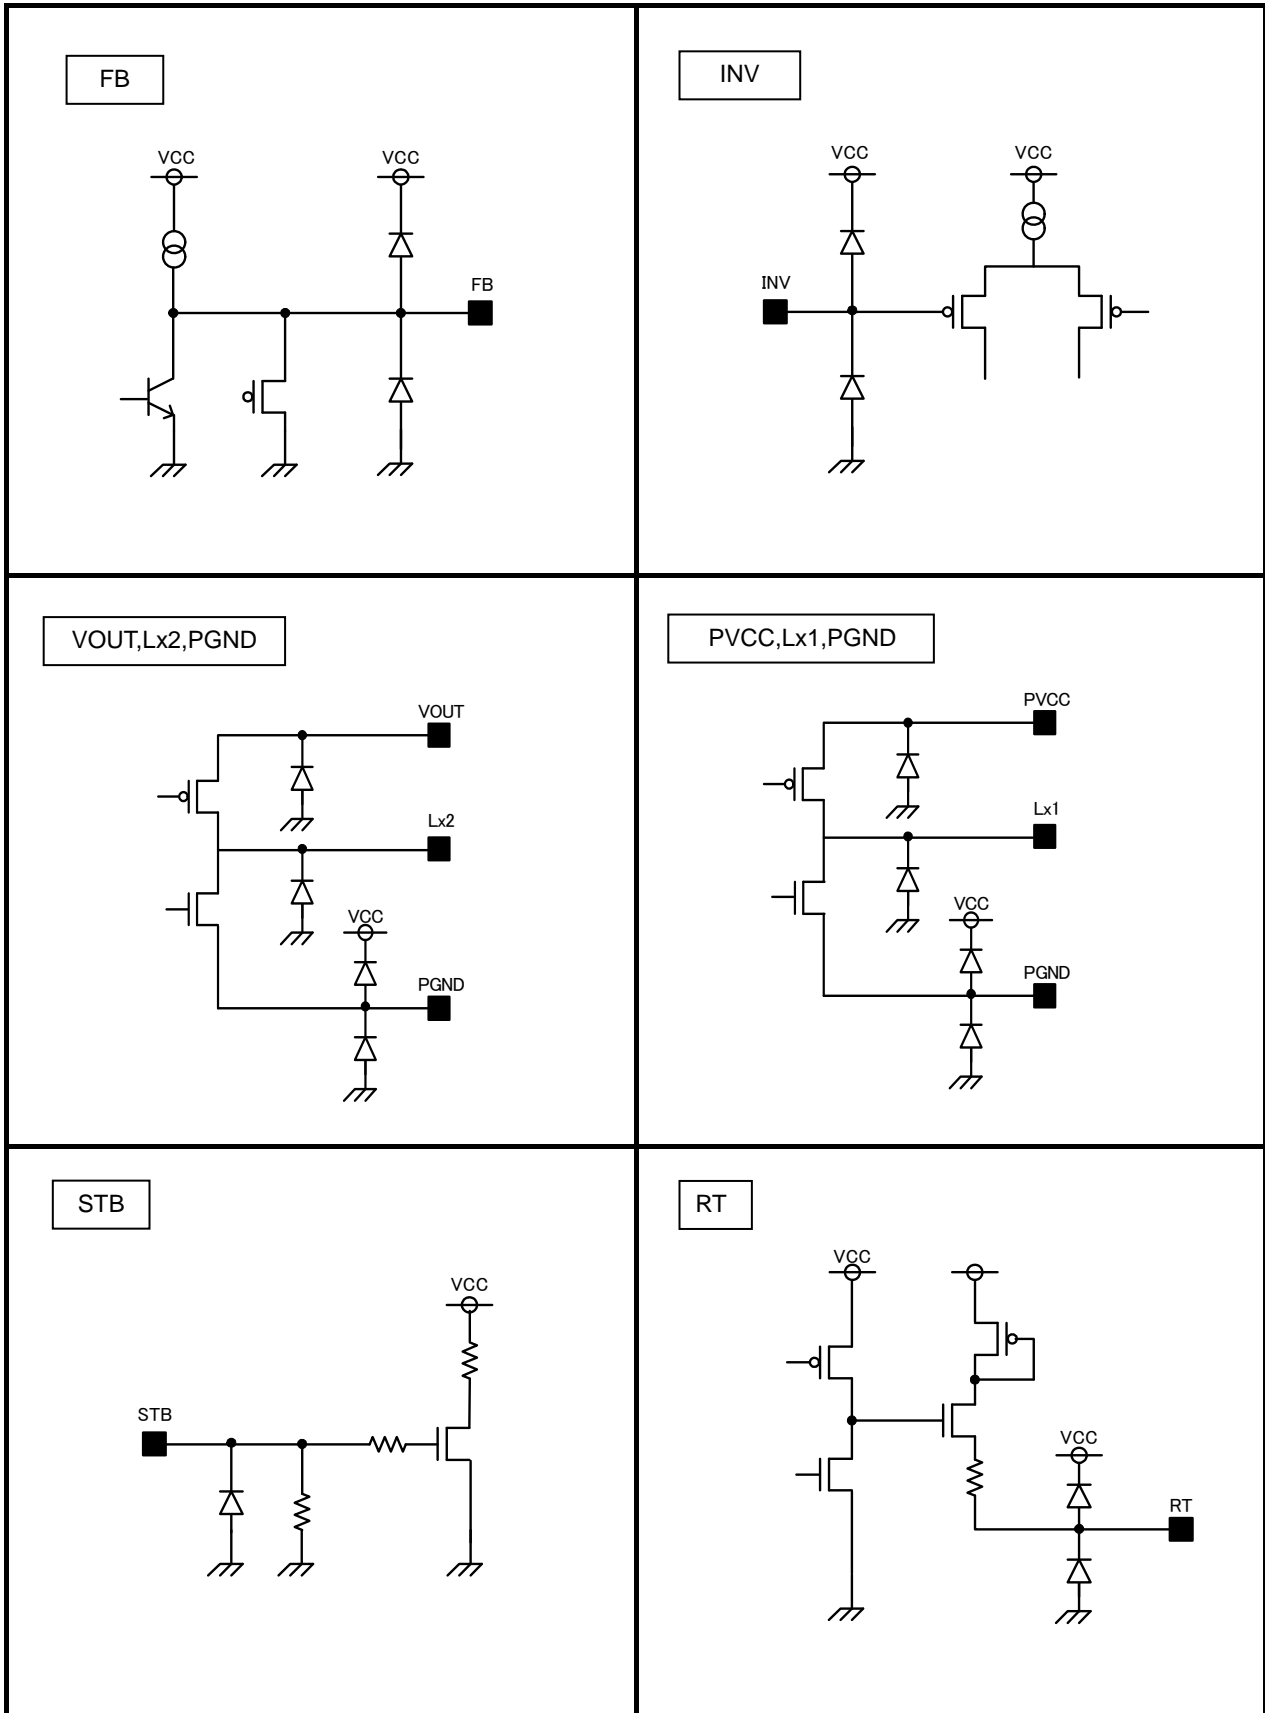 FB
VCC
VCC
FB
INV
VCC
VCC
INV
VOUT,Lx2,PGND
VOUT
Lx2
VCC
PGND
PVCC,Lx1,PGND
PVCC
Lx1
VCC
PGND
STB
VCC
STB
RT
VCC
VCC
RT